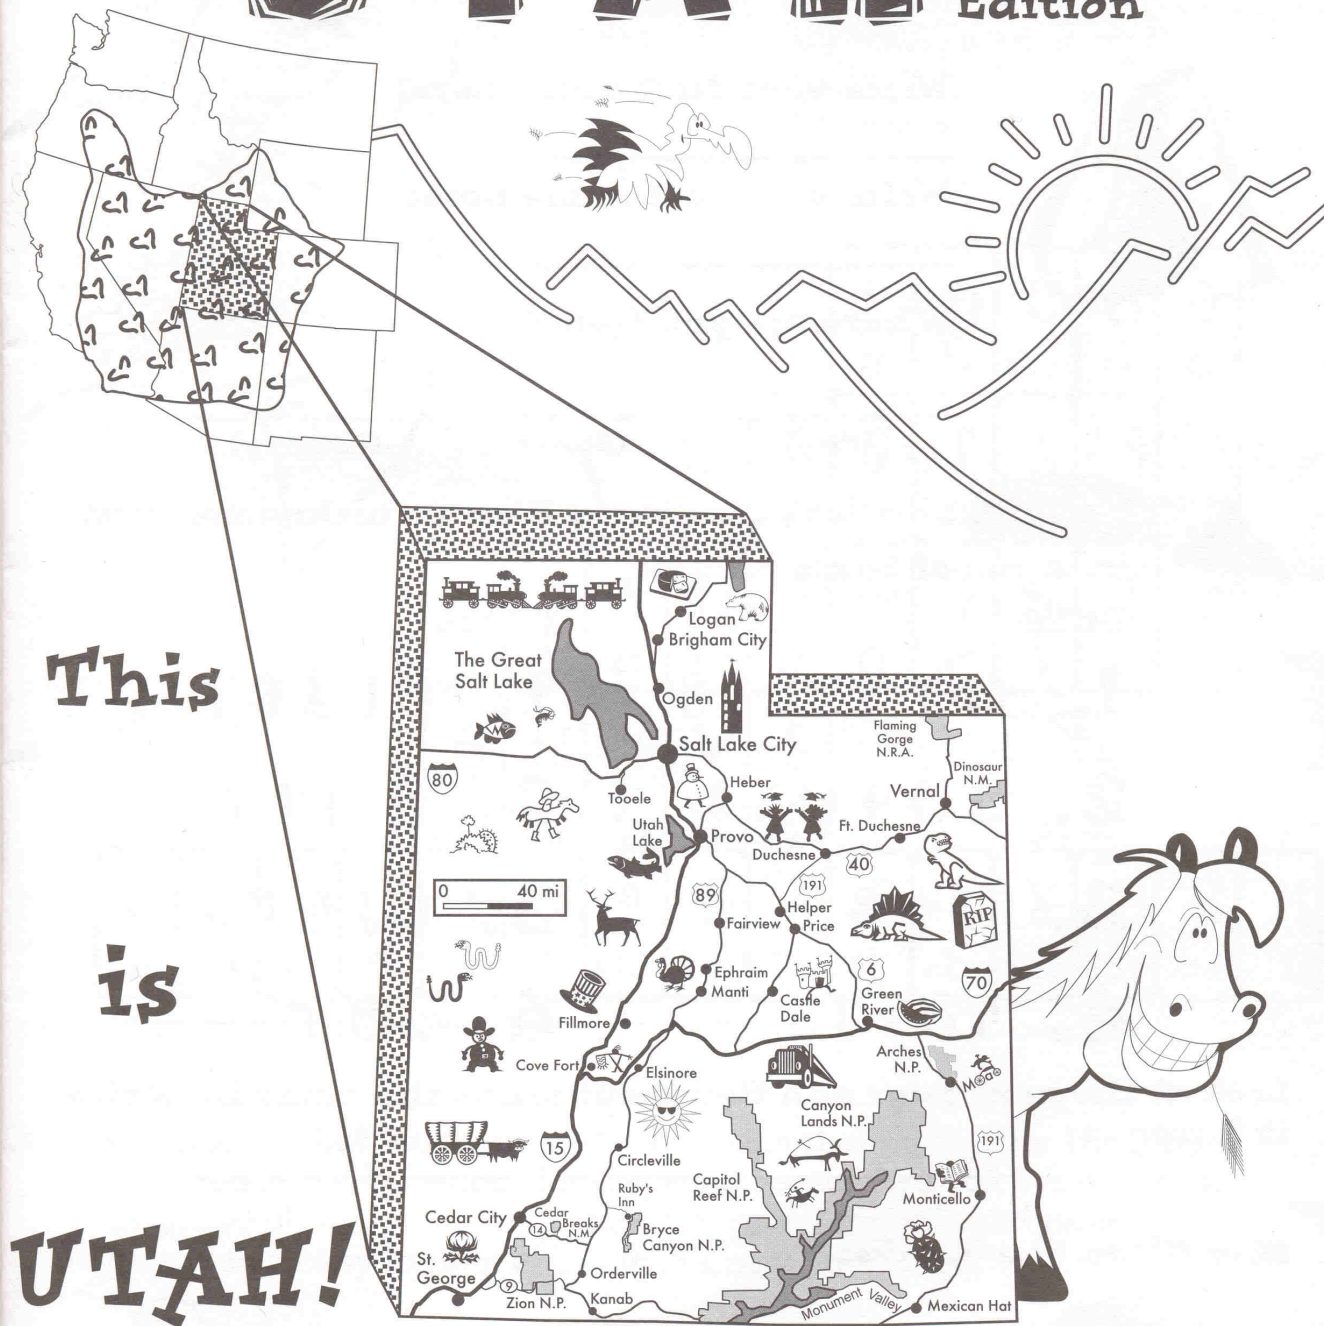 Edition
This
is
UTAH!
Logan
Brigham City
The Great
Salt Lake
Ogden
Salt Lake City
Flaming
Gorge
N.R.A.
Dinosaur
N.M.
80
Tooele
Heber
Vernal
Utah
Lake
Provo
Ft. Duchesne
Duchesne
40
0 40 mi
89
191
Helper
Price
Fairview
RIP
Ephraim
Manti
6
70
Castle
Dale
Green
River
Fillmore
Cove Fort
Elsinore
Arches
N.P.
Moab
Canyon
Lands N.P.
15
Circleville
191
Capitol
Reef N.P.
Ruby's
Inn
Monticello
Cedar City
14
Cedar
Breaks
N.M.
Bryce
Canyon N.P.
St.
George
9
Zion N.P.
Orderville
Kanab
Monument Valley
Mexican Hat